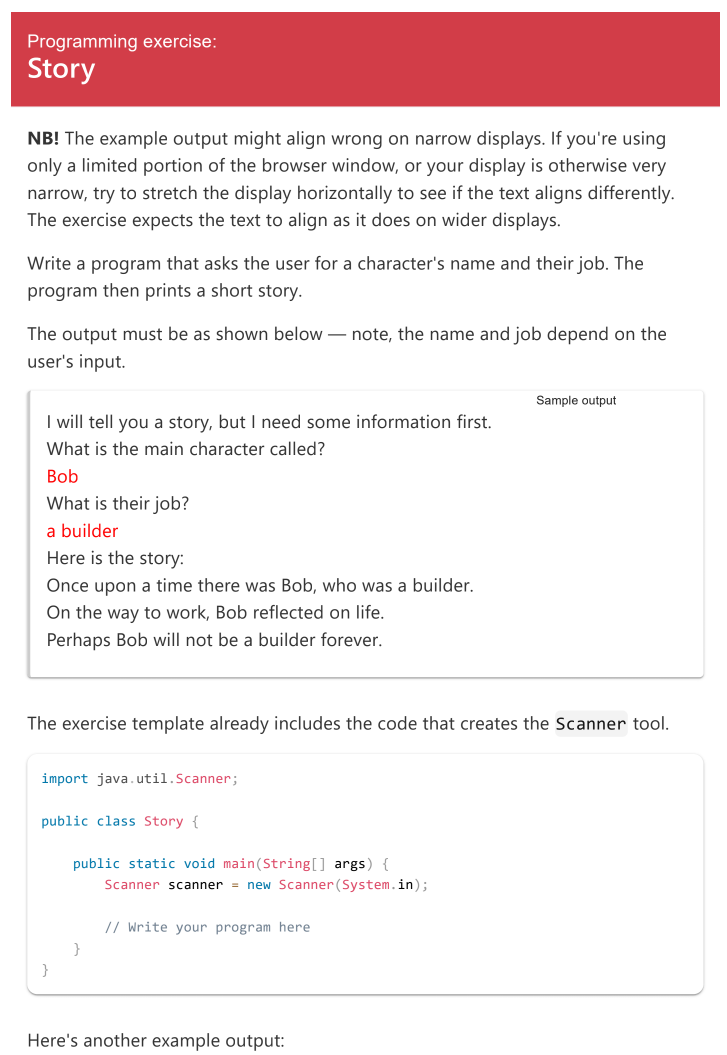 Programming exercise:
Story
NB! The example output might align wrong on narrow displays. If you're using
only a limited portion of the browser window, or your display is otherwise very
narrow, try to stretch the display horizontally to see if the text aligns differently.
The exercise expects the text to align as it does on wider displays.
Write a program that asks the user for a character's name and their job. The
program then prints a short story.
The output must be as shown below — note, the name and job depend on the
user's input.
Sample output
I will tell you a story, but I need some information first.
What is the main character called?
Bob
What is their job?
a builder
Here is the story:
Once upon a time there was Bob, who was a builder.
On the way to work, Bob reflected on life.
Perhaps Bob will not be a builder forever.
The exercise template already includes the code that creates the Scanner tool.
import java.util.Scanner;
public class Story {
    public static void main(String[] args) {
        Scanner scanner = new Scanner(System.in);
        // Write your program here
    }
}
Here's another example output: